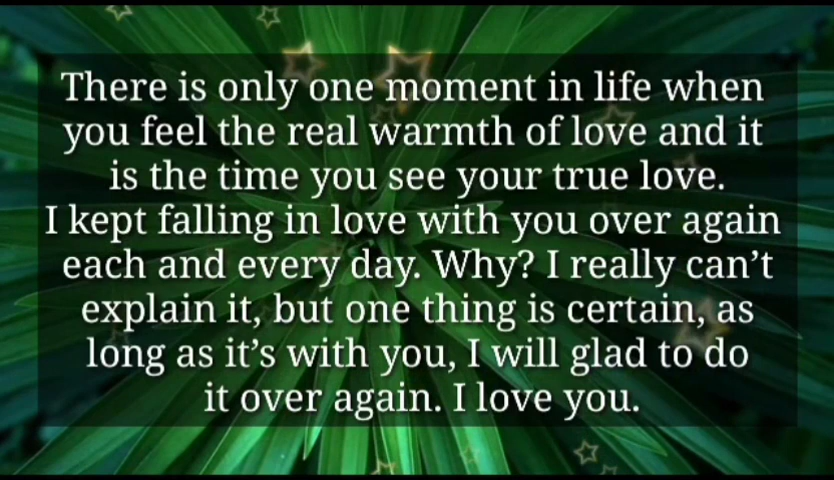 There is only one moment in life when
you feel the real warmth of love and it
is the time you see your true love.
I kept falling in love with you over again
each and every day. Why? I really can’t
explain it, but one thing is certain, as
long as it’s with you, I will glad to do
it over again. I love you.